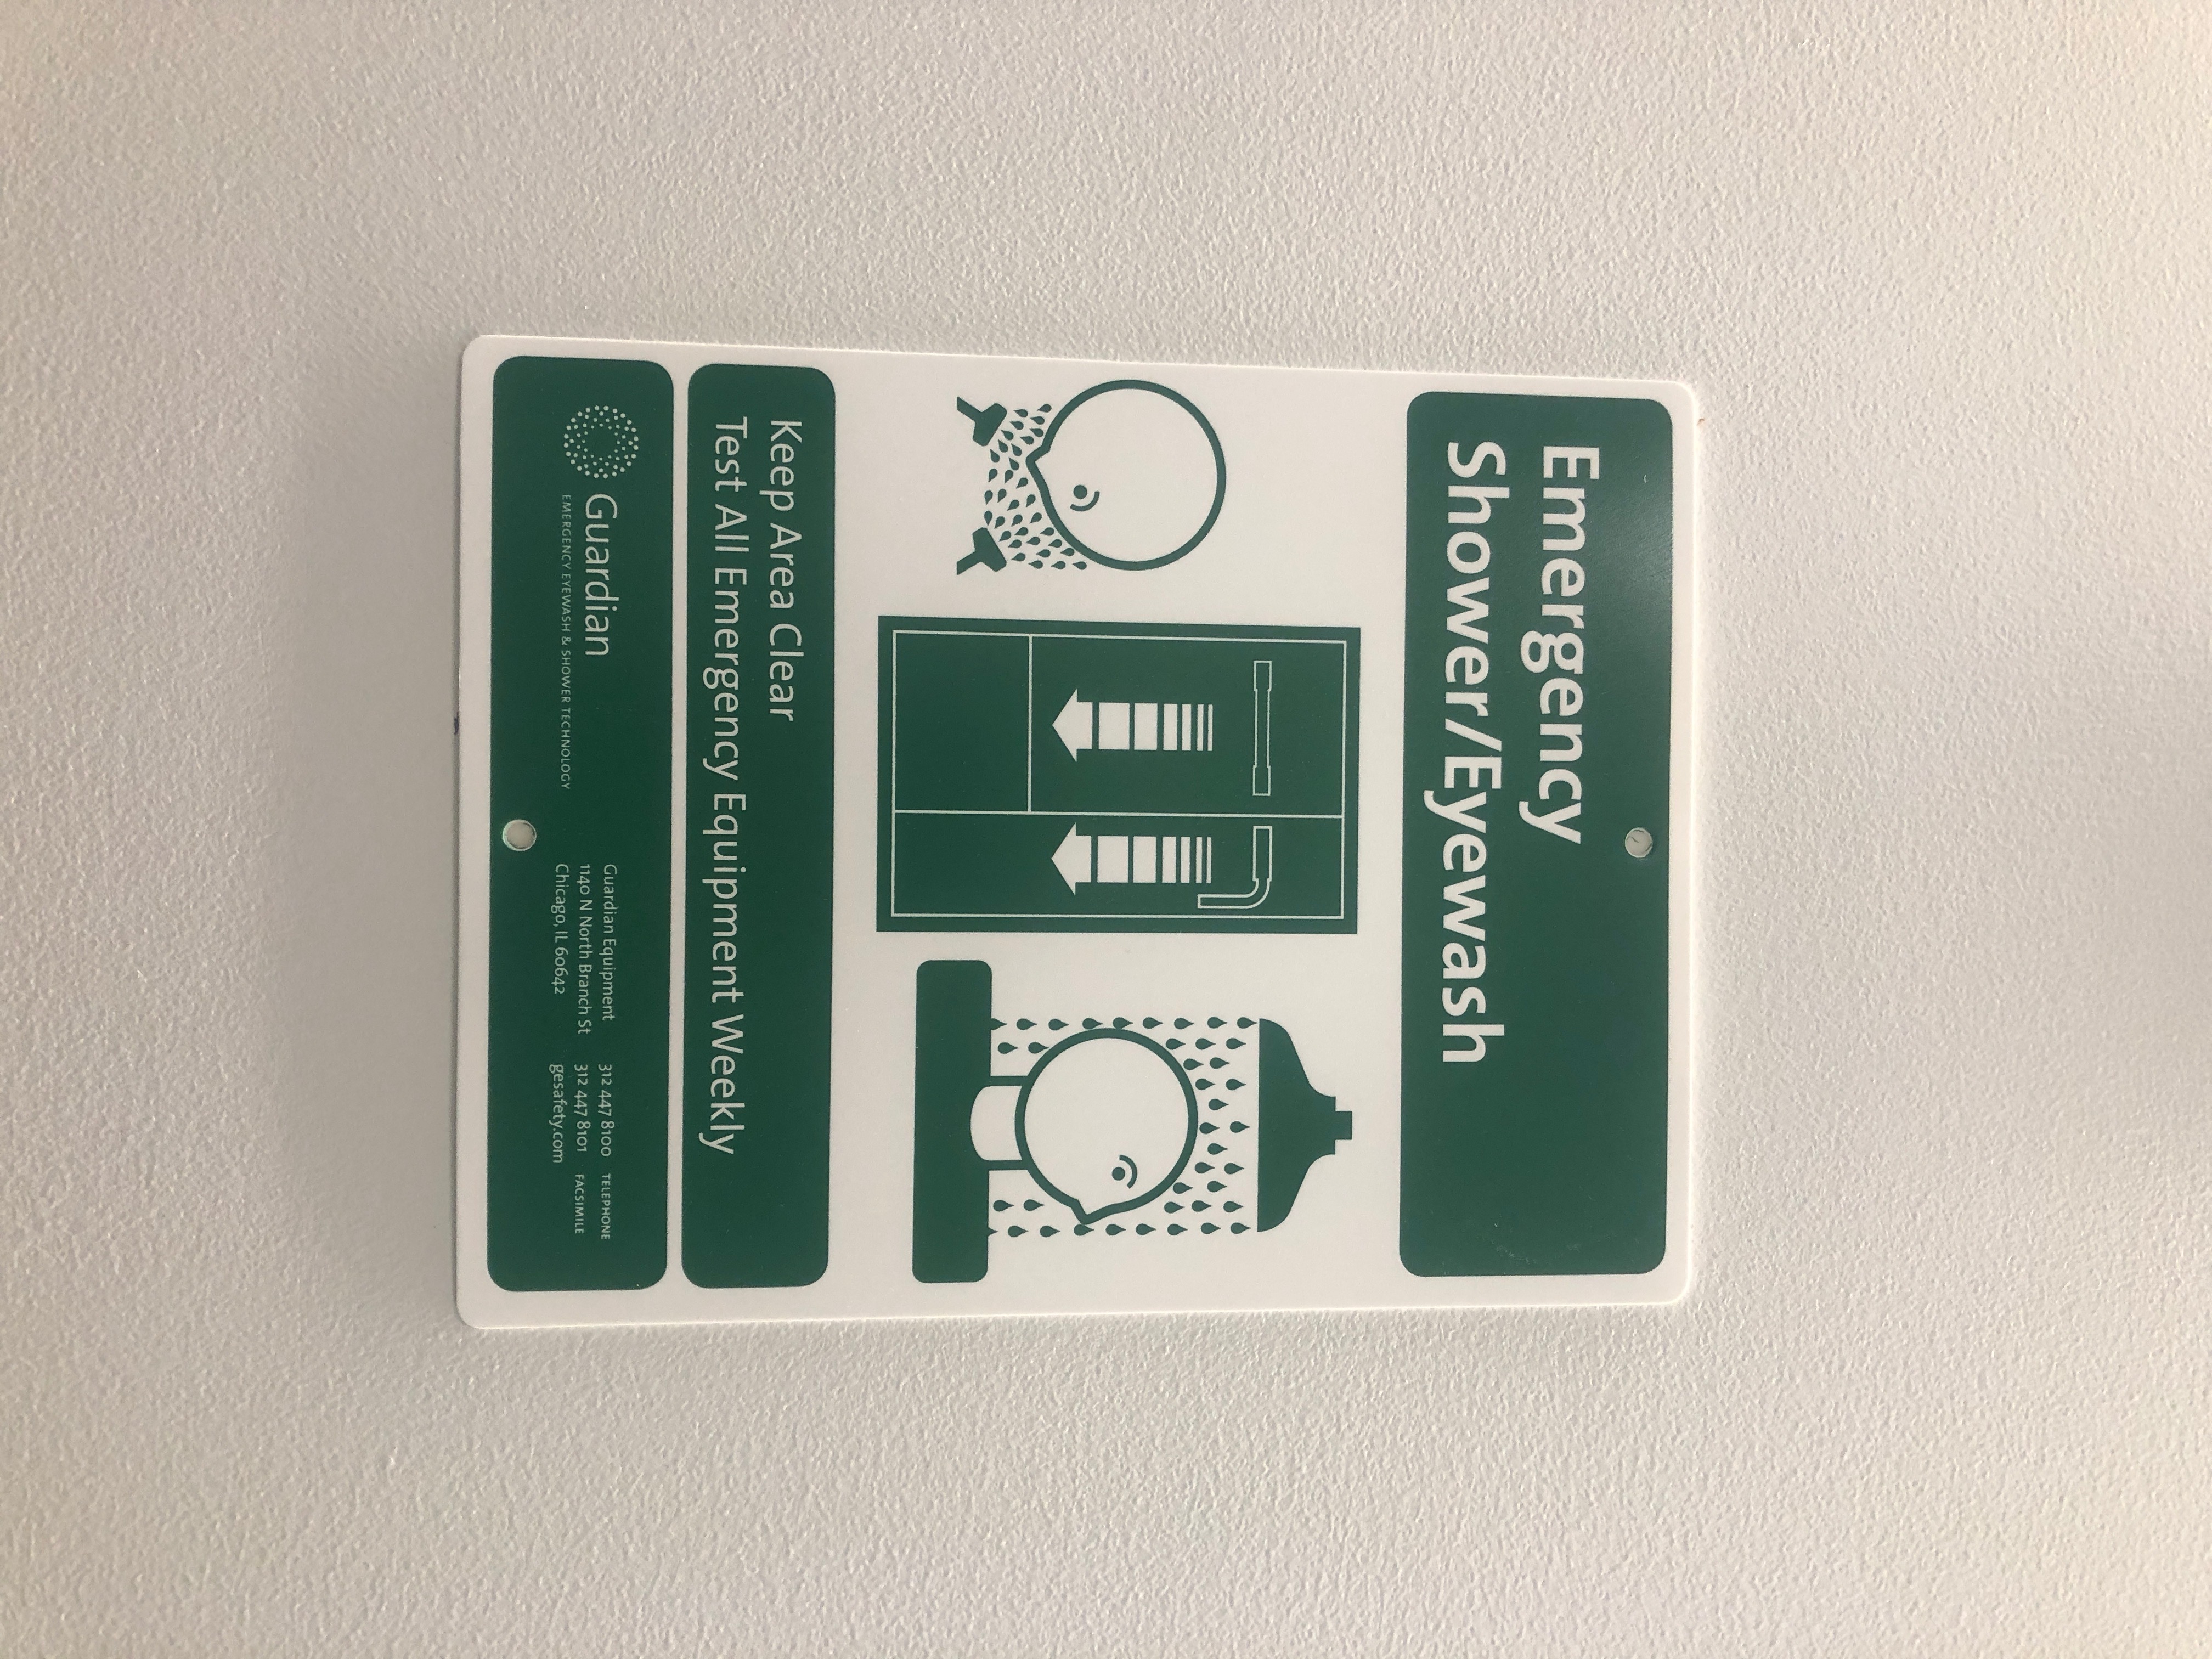 Emergency
Shower/Eyewash
Keep Area Clear
Test All Emergency Equipment Weekly
Guardian
EMERGENCY EYEWASH & SHOWER TECHNOLOGY
Guardian Equipment
1140 N North Branch St
Chicago, IL 60642
312 447 8100 TELEPHONE
312 447 8101 FACSIMILE
gesafety.com